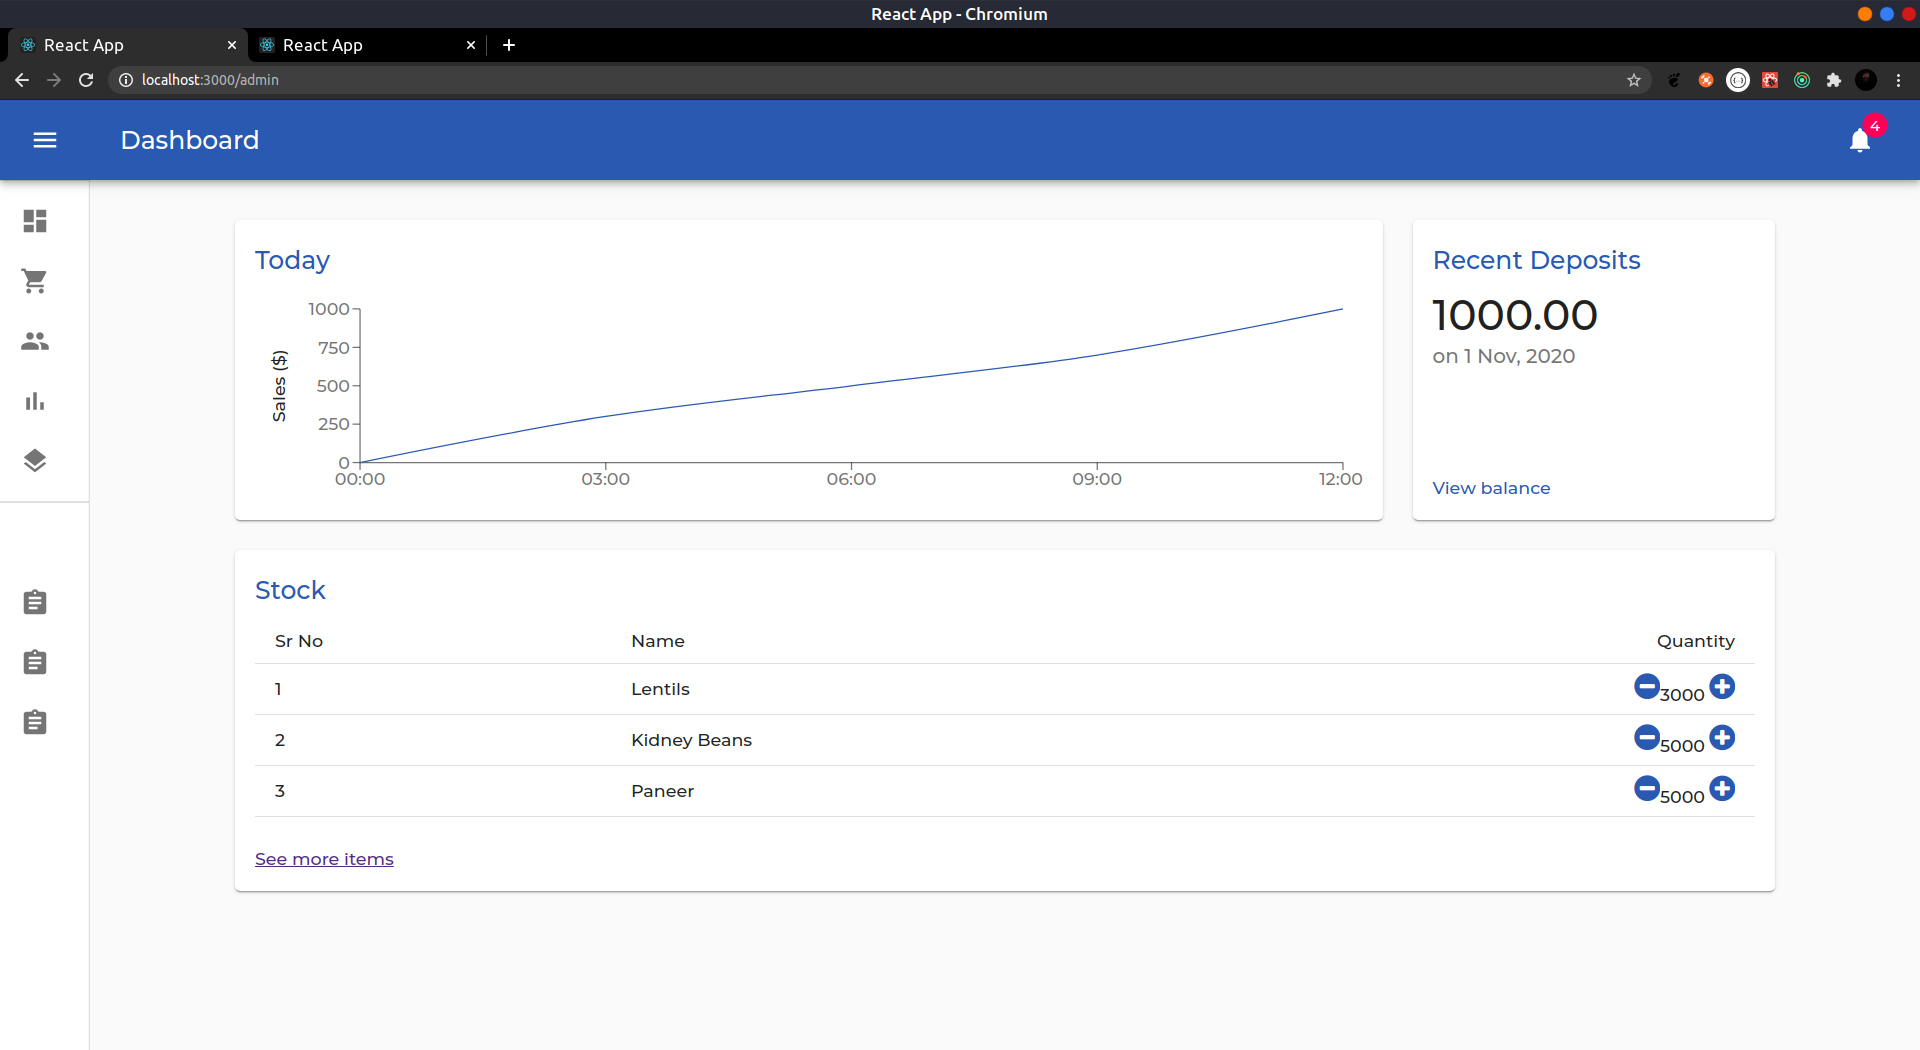 React App - Chromium
React App
React App
localhost:3000/admin
Dashboard
4
Today
Sales ($)
1000
750
500
250
0
00:00 03:00 06:00 09:00 12:00
Recent Deposits
1000.00
on 1 Nov, 2020
View balance
Stock
Sr No Name Quantity
1 Lentils 3000
2 Kidney Beans 5000
3 Paneer 5000
See more items